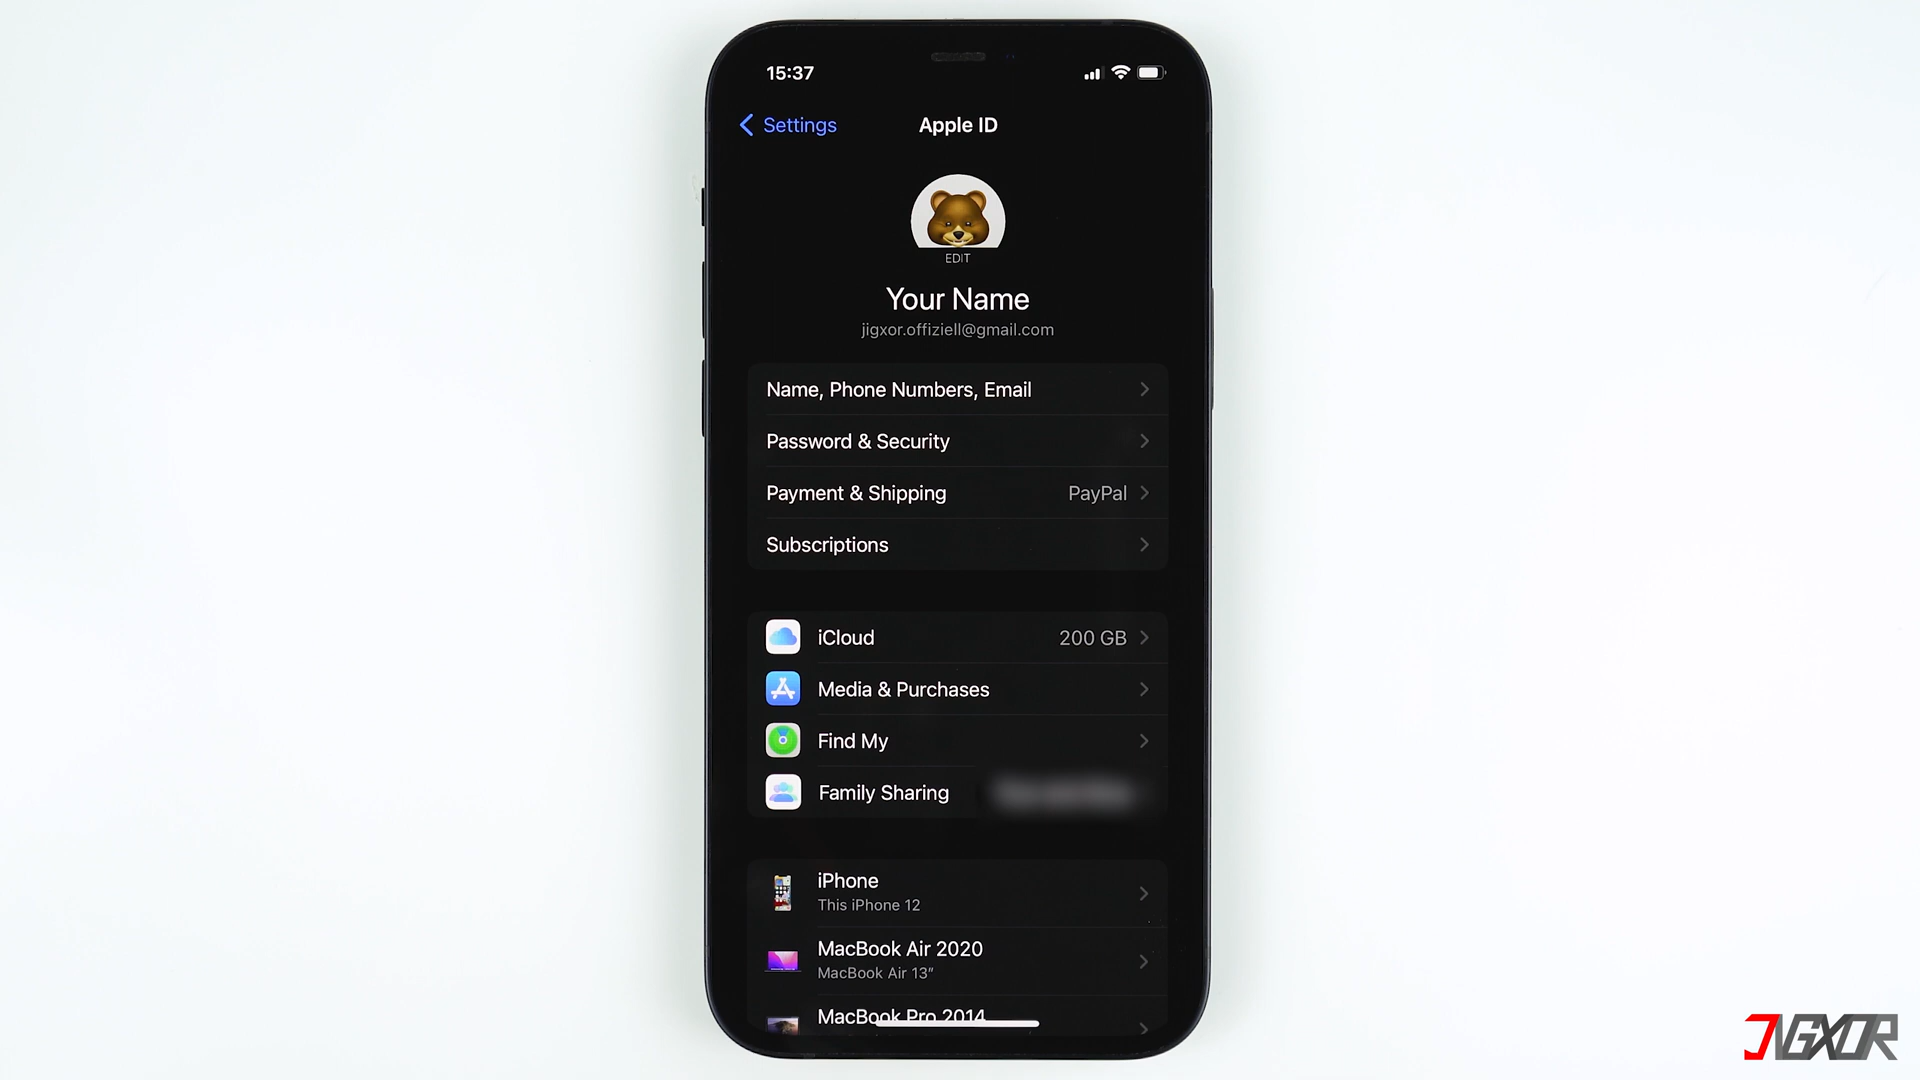 15:37
Settings
Apple ID
EDIT
Your Name
jigxor.offiziell@gmail.com
Name, Phone Numbers, Email
Password & Security
Payment & Shipping PayPal
Subscriptions
iCloud 200 GB
Media & Purchases
Find My
Family Sharing
iPhone
This iPhone 12
MacBook Air 2020
MacBook Air 13"
MacBook Pro 2014
JIGXOR